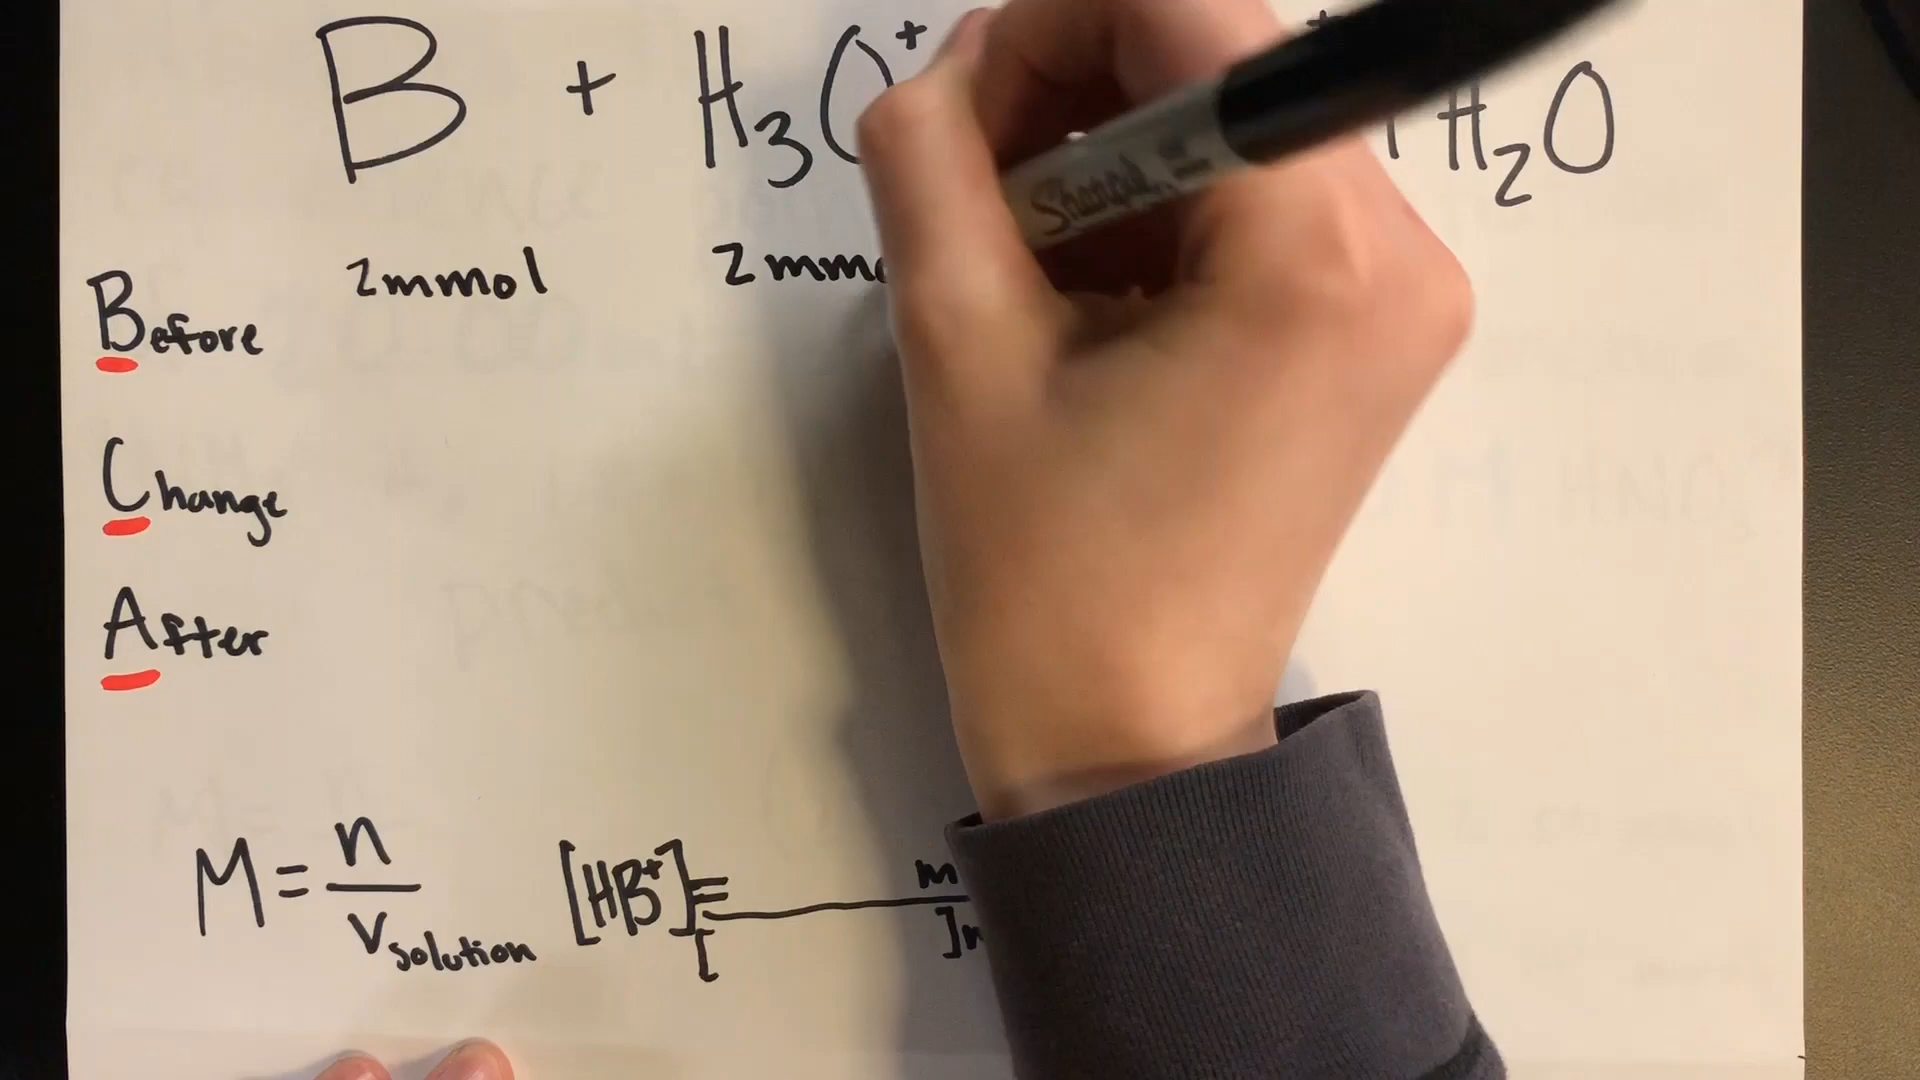 B + H₃O⁺ + H₂O
2mmol 2mm
Before
Change
After
M = n / Vsolution
[HB⁺] = m
[ ]
Sharpie